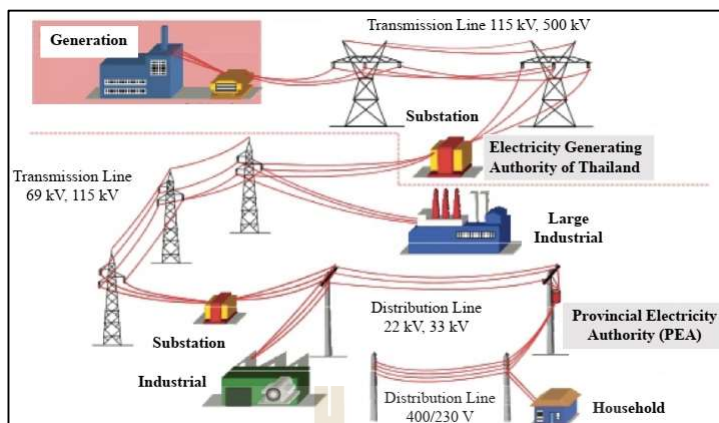 Generation
Transmission Line 115 kV, 500 kV
Substation
Electricity Generating
Authority of Thailand
Transmission Line
69 kV, 115 kV
Large
Industrial
Distribution Line
22 kV, 33 kV
Provincial Electricity
Authority (PEA)
Substation
Industrial
Distribution Line
400/230 V
Household